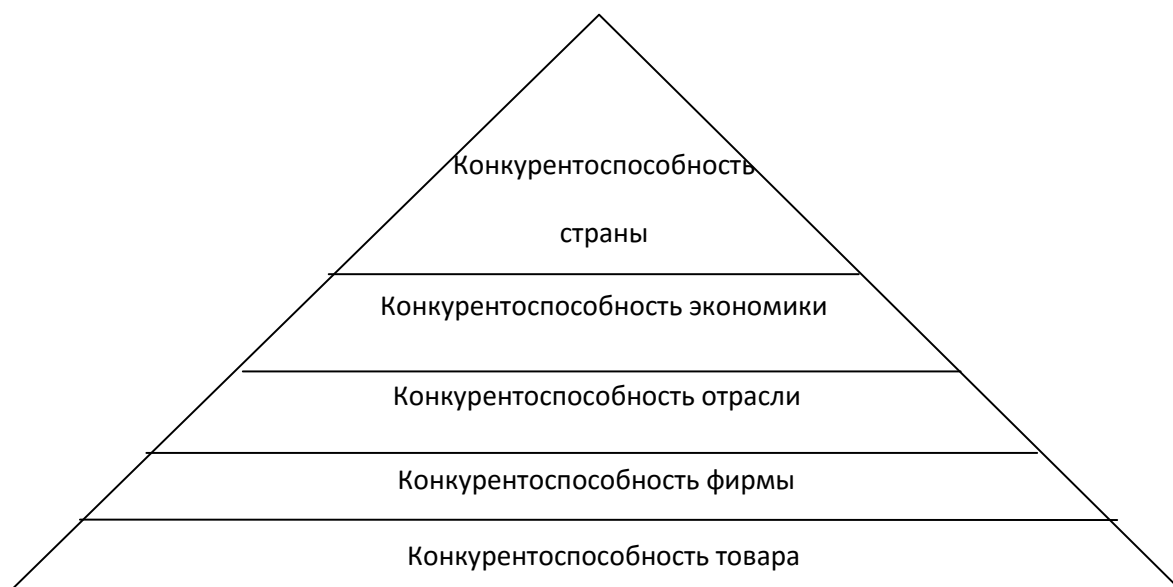 Конкурентоспособность
страны
Конкурентоспособность экономики
Конкурентоспособность отрасли
Конкурентоспособность фирмы
Конкурентоспособность товара